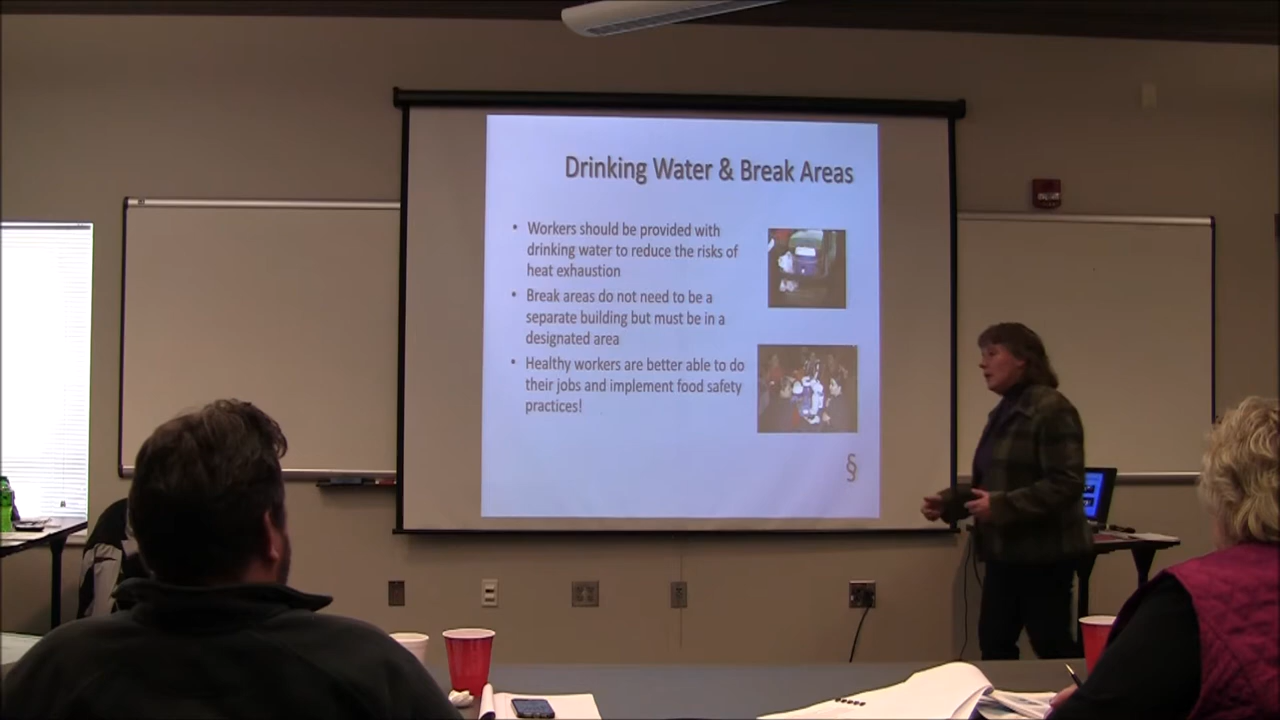 Drinking Water & Break Areas
• Workers should be provided with
drinking water to reduce the risks of
heat exhaustion
• Break areas do not need to be a
separate building but must be in a
designated area
• Healthy workers are better able to do
their jobs and implement food safety
practices!
§